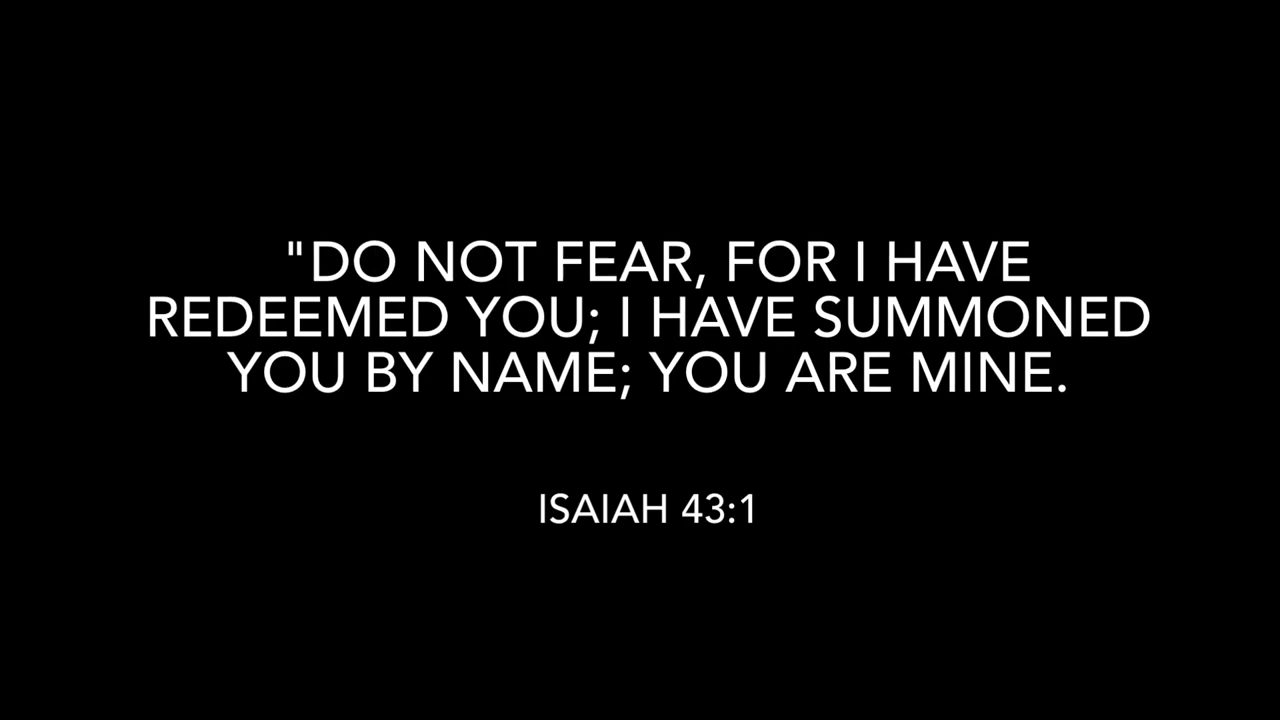 "DO NOT FEAR, FOR I HAVE
REDEEMED YOU; I HAVE SUMMONED
YOU BY NAME; YOU ARE MINE.
ISAIAH 43:1